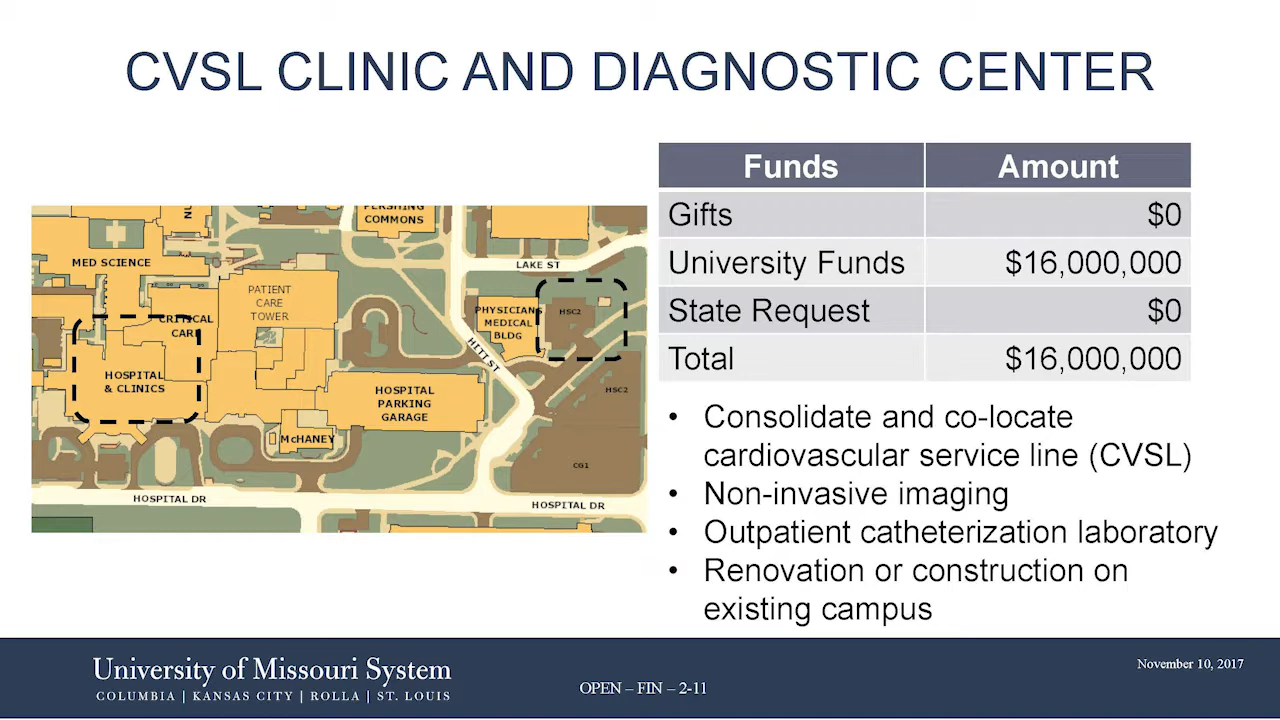 CVSL CLINIC AND DIAGNOSTIC CENTER
Funds Amount
Gifts $0
University Funds $16,000,000
State Request $0
Total $16,000,000
• Consolidate and co-locate
cardiovascular service line (CVSL)
• Non-invasive imaging
• Outpatient catheterization laboratory
• Renovation or construction on
existing campus
NU
PERSHING
COMMONS
MED SCIENCE
LAKE ST
PATIENT
CARE
TOWER
CRITICAL
CARE
PHYSICIANS
MEDICAL
BLDG
HSC2
HITT ST
HOSPITAL
& CLINICS
HOSPITAL
PARKING
GARAGE
HSC2
McHANEY
CG1
HOSPITAL DR
HOSPITAL DR
University of Missouri System
COLUMBIA | KANSAS CITY | ROLLA | ST. LOUIS
OPEN – FIN – 2-11
November 10, 2017